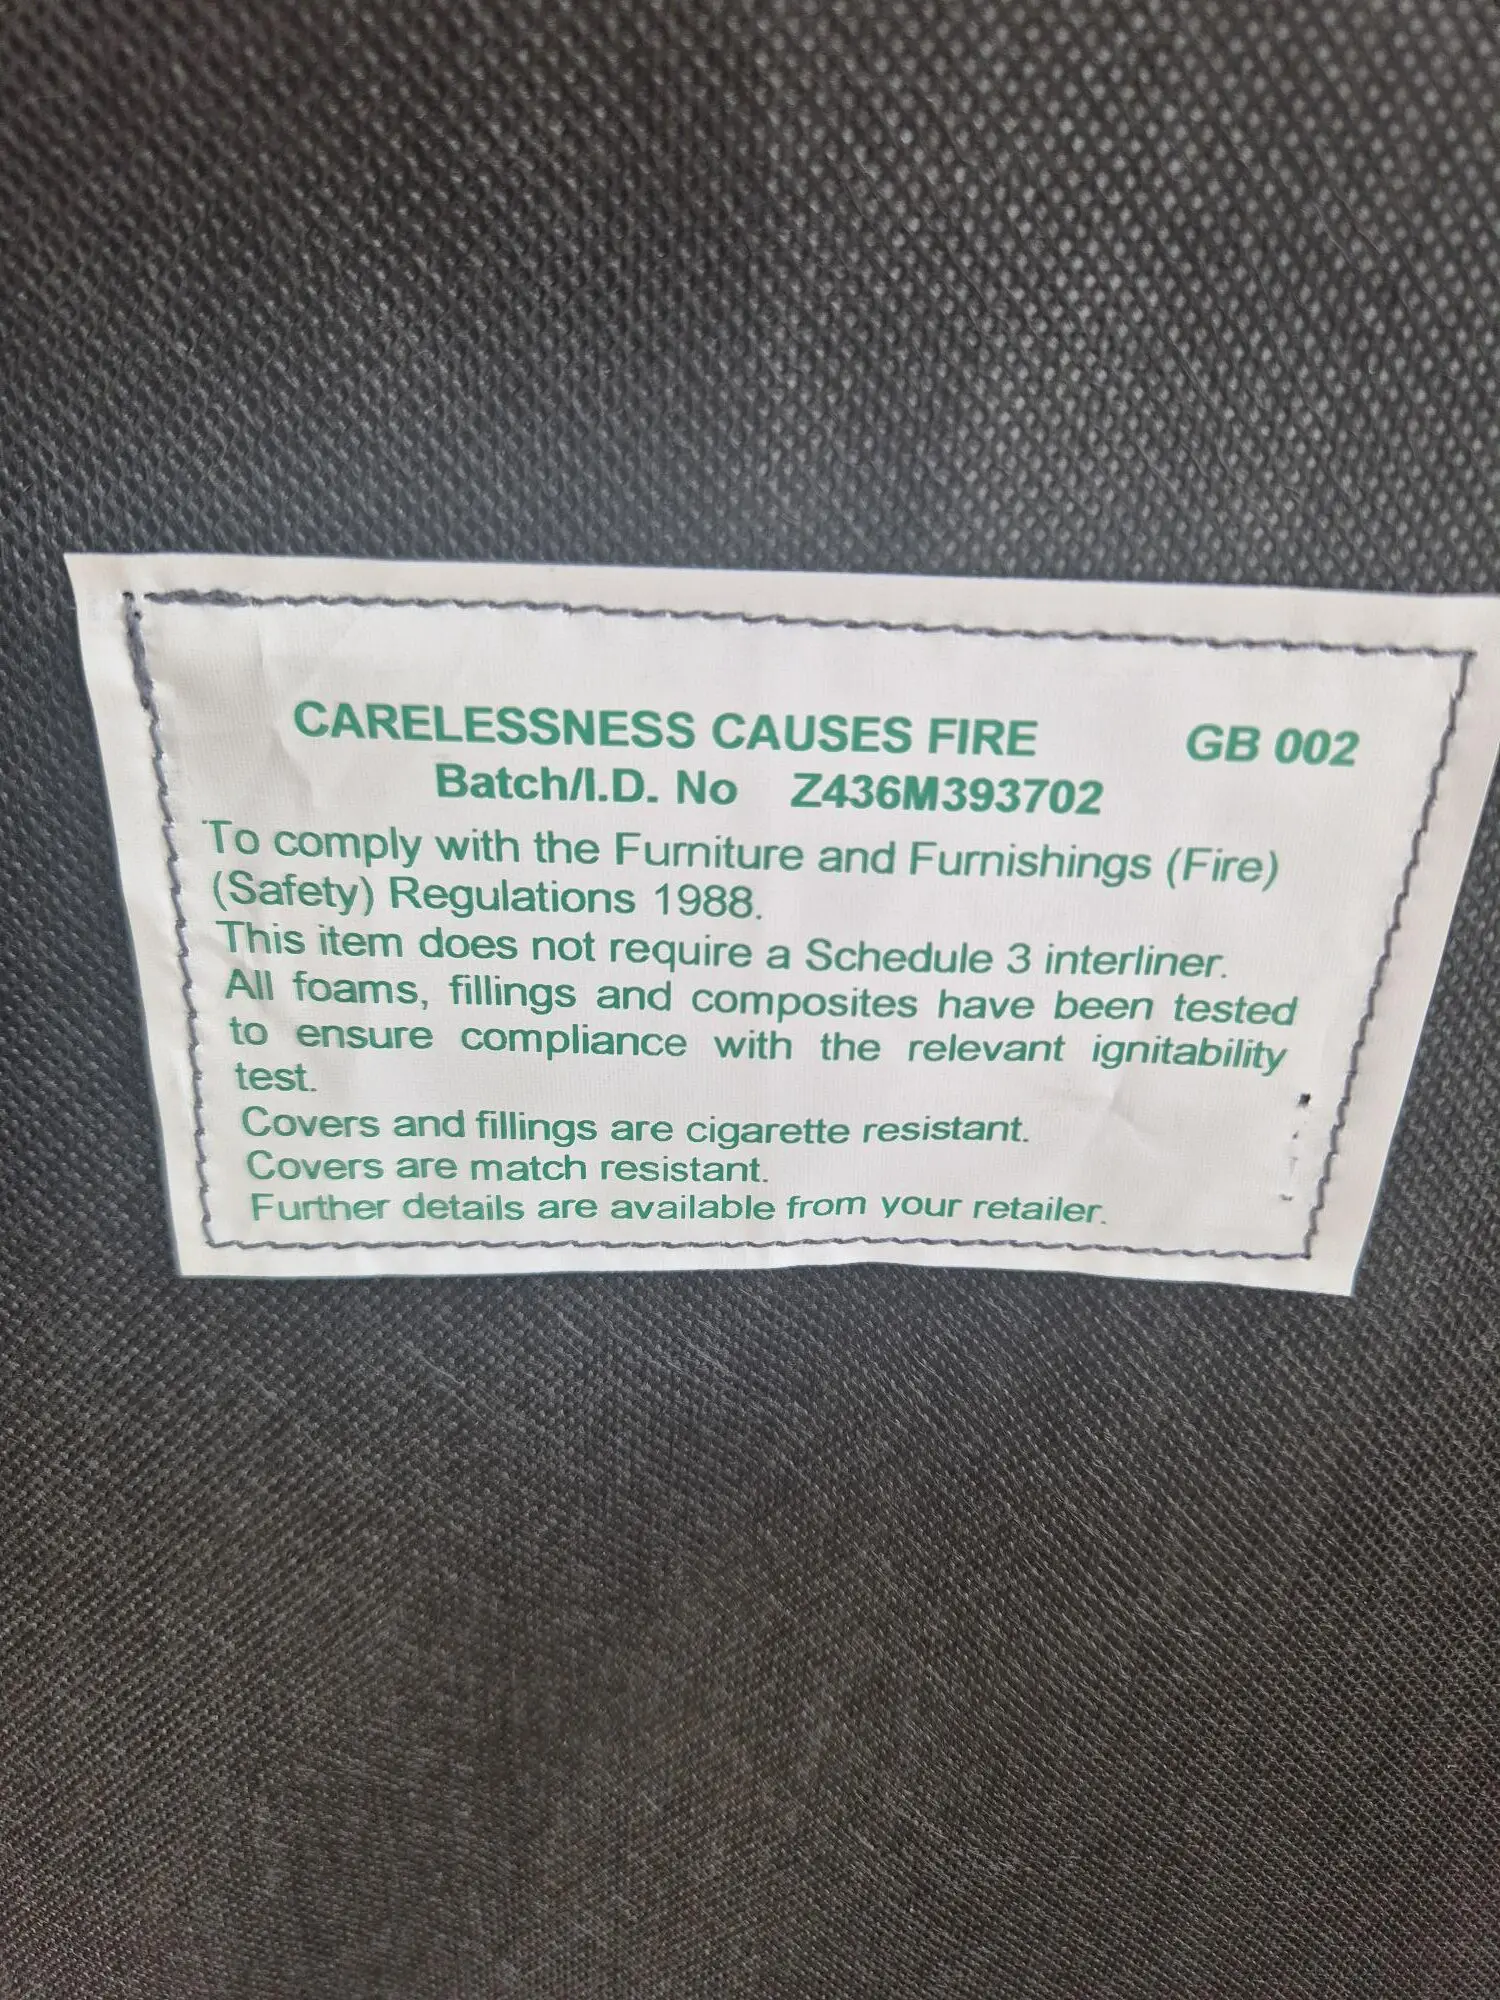 CARELESSNESS CAUSES FIRE GB 002
Batch/I.D. No Z436M393702
To comply with the Furniture and Furnishings (Fire)
(Safety) Regulations 1988.
This item does not require a Schedule 3 interliner.
All foams, fillings and composites have been tested
to ensure compliance with the relevant ignitability
test.
Covers and fillings are cigarette resistant.
Covers are match resistant.
Further details are available from your retailer.